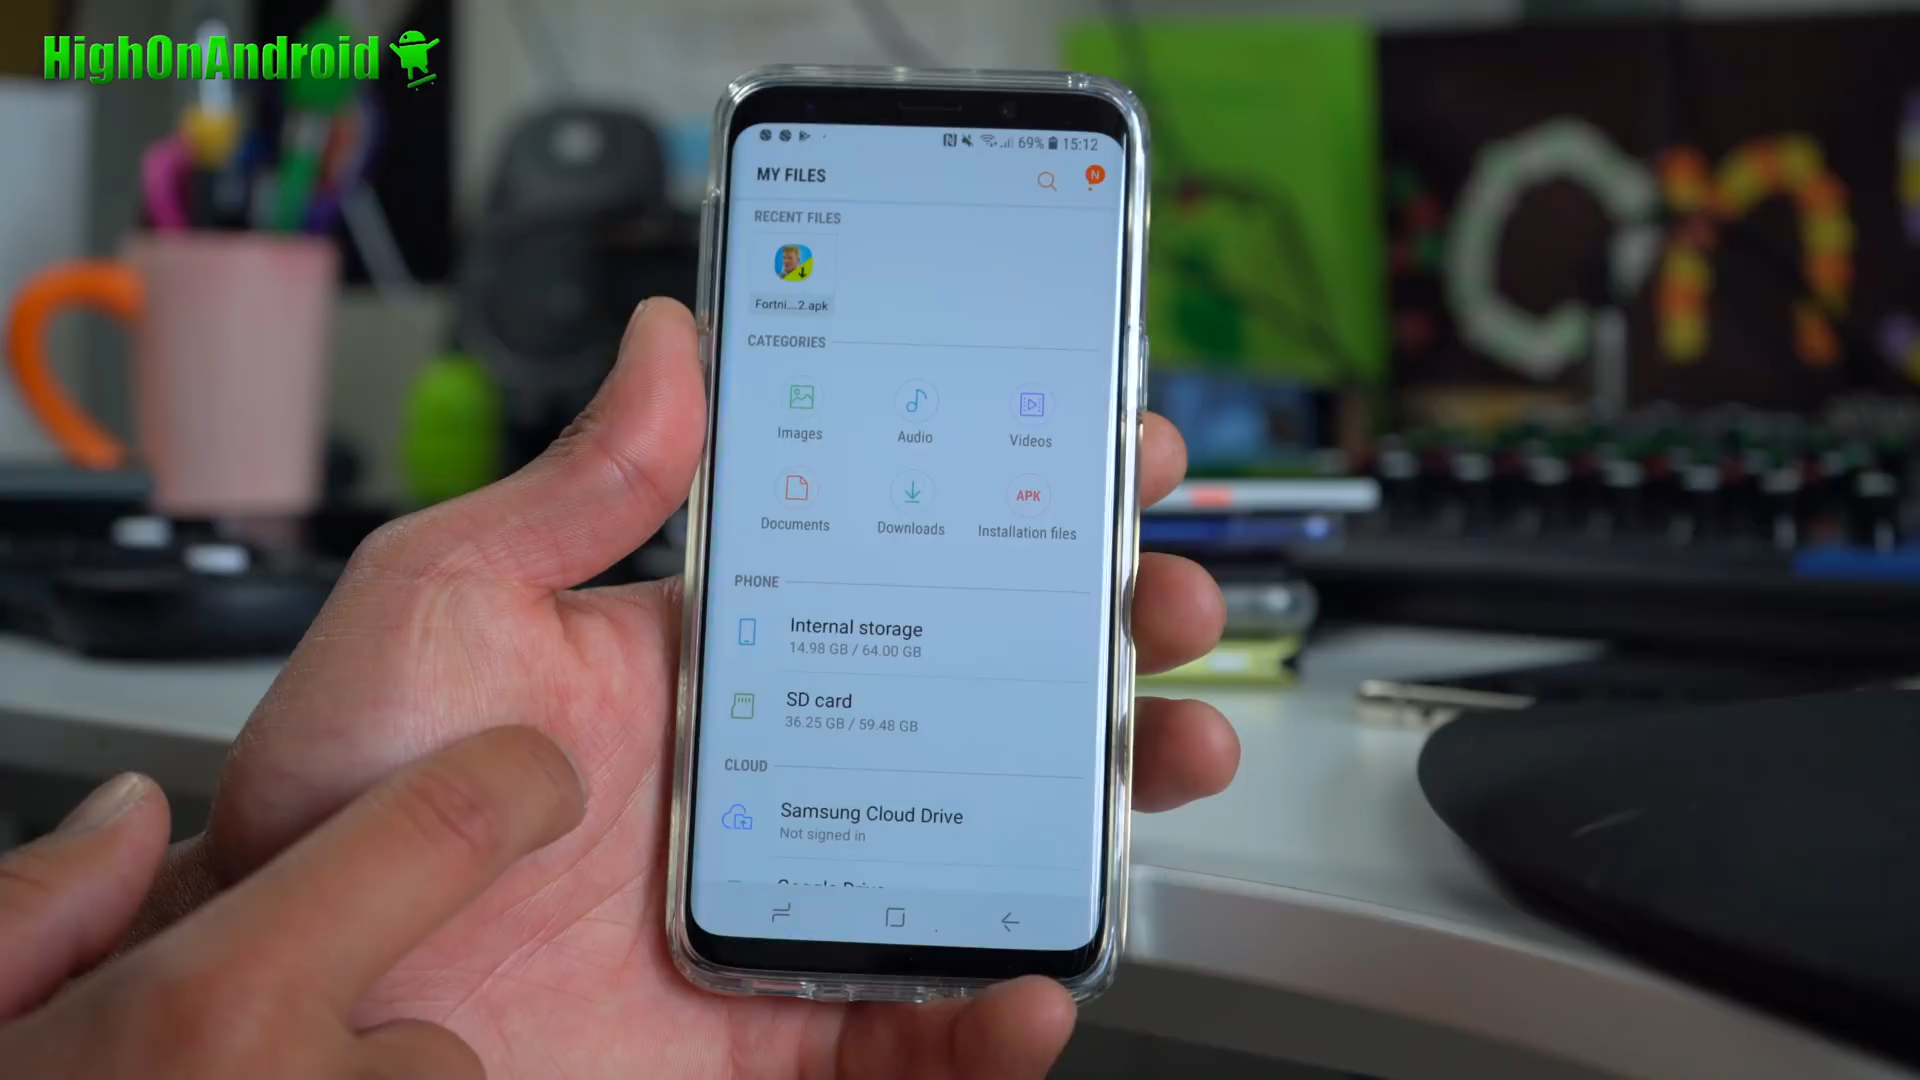 HighOnAndroid
69% 15:12
MY FILES
N
RECENT FILES
Fortni....2.apk
CATEGORIES
Images
Audio
Videos
APK
Documents
Downloads
Installation files
PHONE
Internal storage
14.98 GB / 64.00 GB
SD card
36.25 GB / 59.48 GB
CLOUD
Samsung Cloud Drive
Not signed in
Google Drive